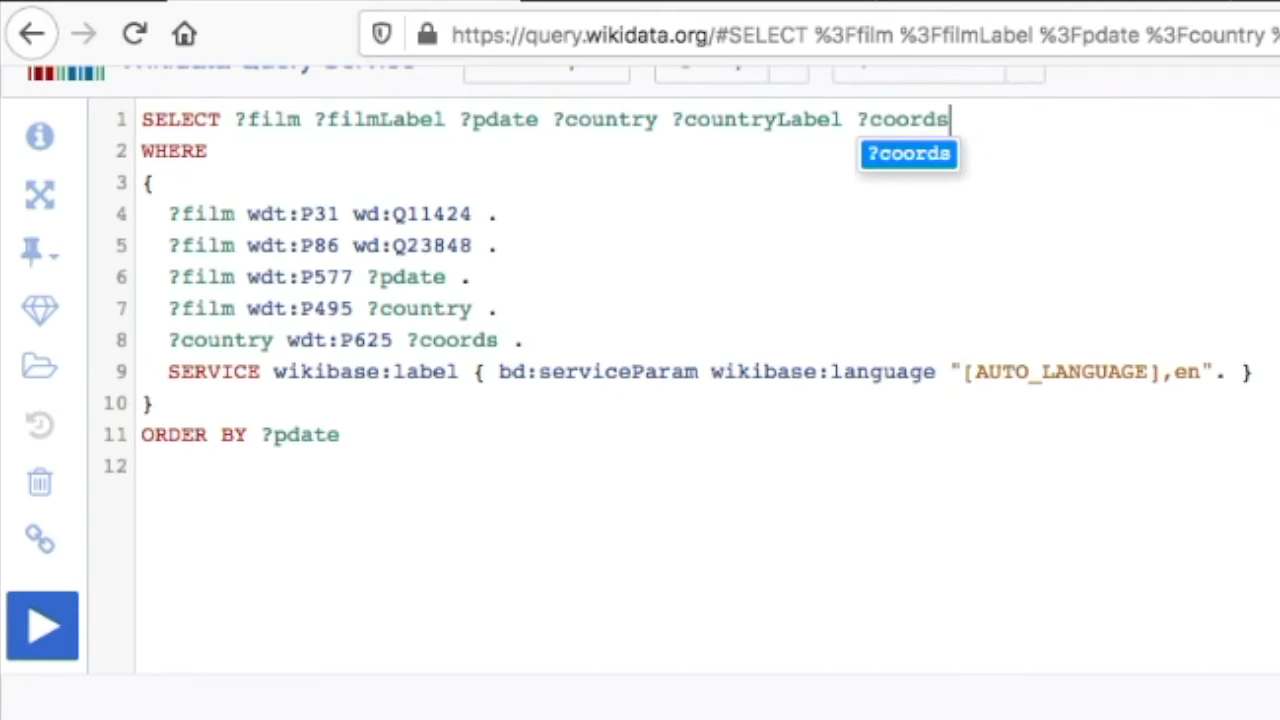 https://query.wikidata.org/#SELECT %3Ffilm %3FfilmLabel %3Fpdate %3Fcountry %
1 SELECT ?film ?filmLabel ?pdate ?country ?countryLabel ?coords
?coords
2 WHERE
3 {
4 ?film wdt:P31 wd:Q11424 .
5 ?film wdt:P86 wd:Q23848 .
6 ?film wdt:P577 ?pdate .
7 ?film wdt:P495 ?country .
8 ?country wdt:P625 ?coords .
9 SERVICE wikibase:label { bd:serviceParam wikibase:language "[AUTO_LANGUAGE],en". }
10 }
11 ORDER BY ?pdate
12